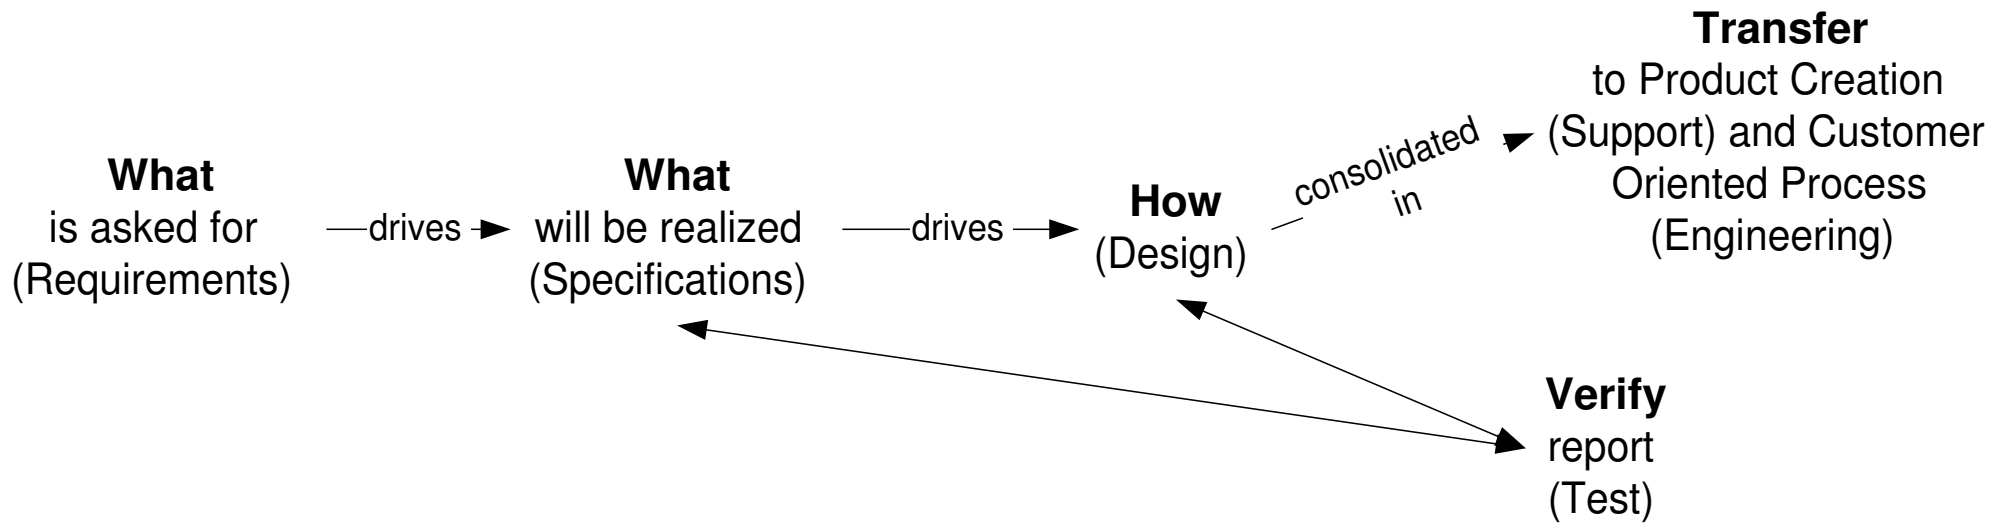 What
is asked for
(Requirements)
drives
What
will be realized
(Specifications)
drives
How
(Design)
consolidated
in
Transfer
to Product Creation
(Support) and Customer
Oriented Process
(Engineering)
Verify
report
(Test)